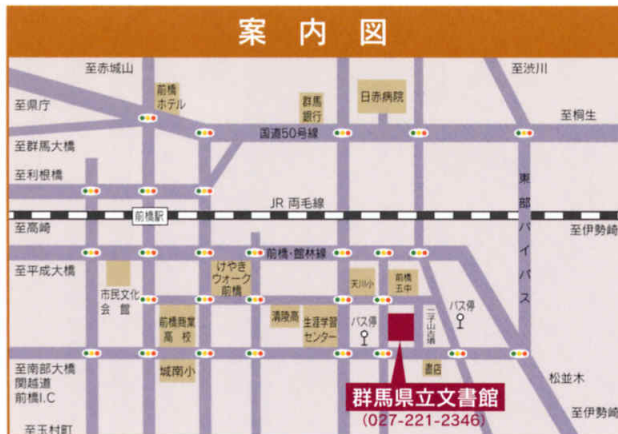 案内図
至赤城山
至渋川
前橋
ホテル
群馬
銀行
日赤病院
至県庁
至桐生
国道50号線
至群馬大橋
至利根橋
東部バイパス
JR 両毛線
前橋駅
至高崎
至伊勢崎
前橋・館林線
至平成大橋
けやき
ウォーク
前橋
天川小
前橋
五中
市民文化
会館
バス停
二子山古墳
前橋商業
高校
清陵高
生涯学習
センター
バス停
至南部大橋
関越道
前橋I.C
城南小
書店
松並木
群馬県立文書館
(027-221-2346)
至伊勢崎
至玉村町